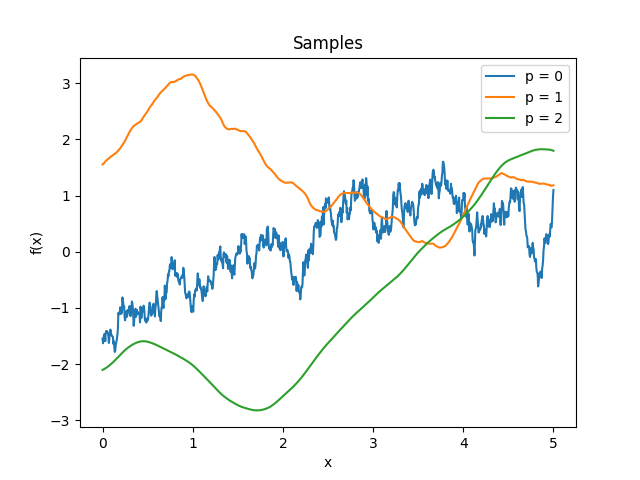 Samples
p = 0
p = 1
p = 2
f(x)
3
2
1
0
−1
−2
−3
0 1 2 3 4 5
x